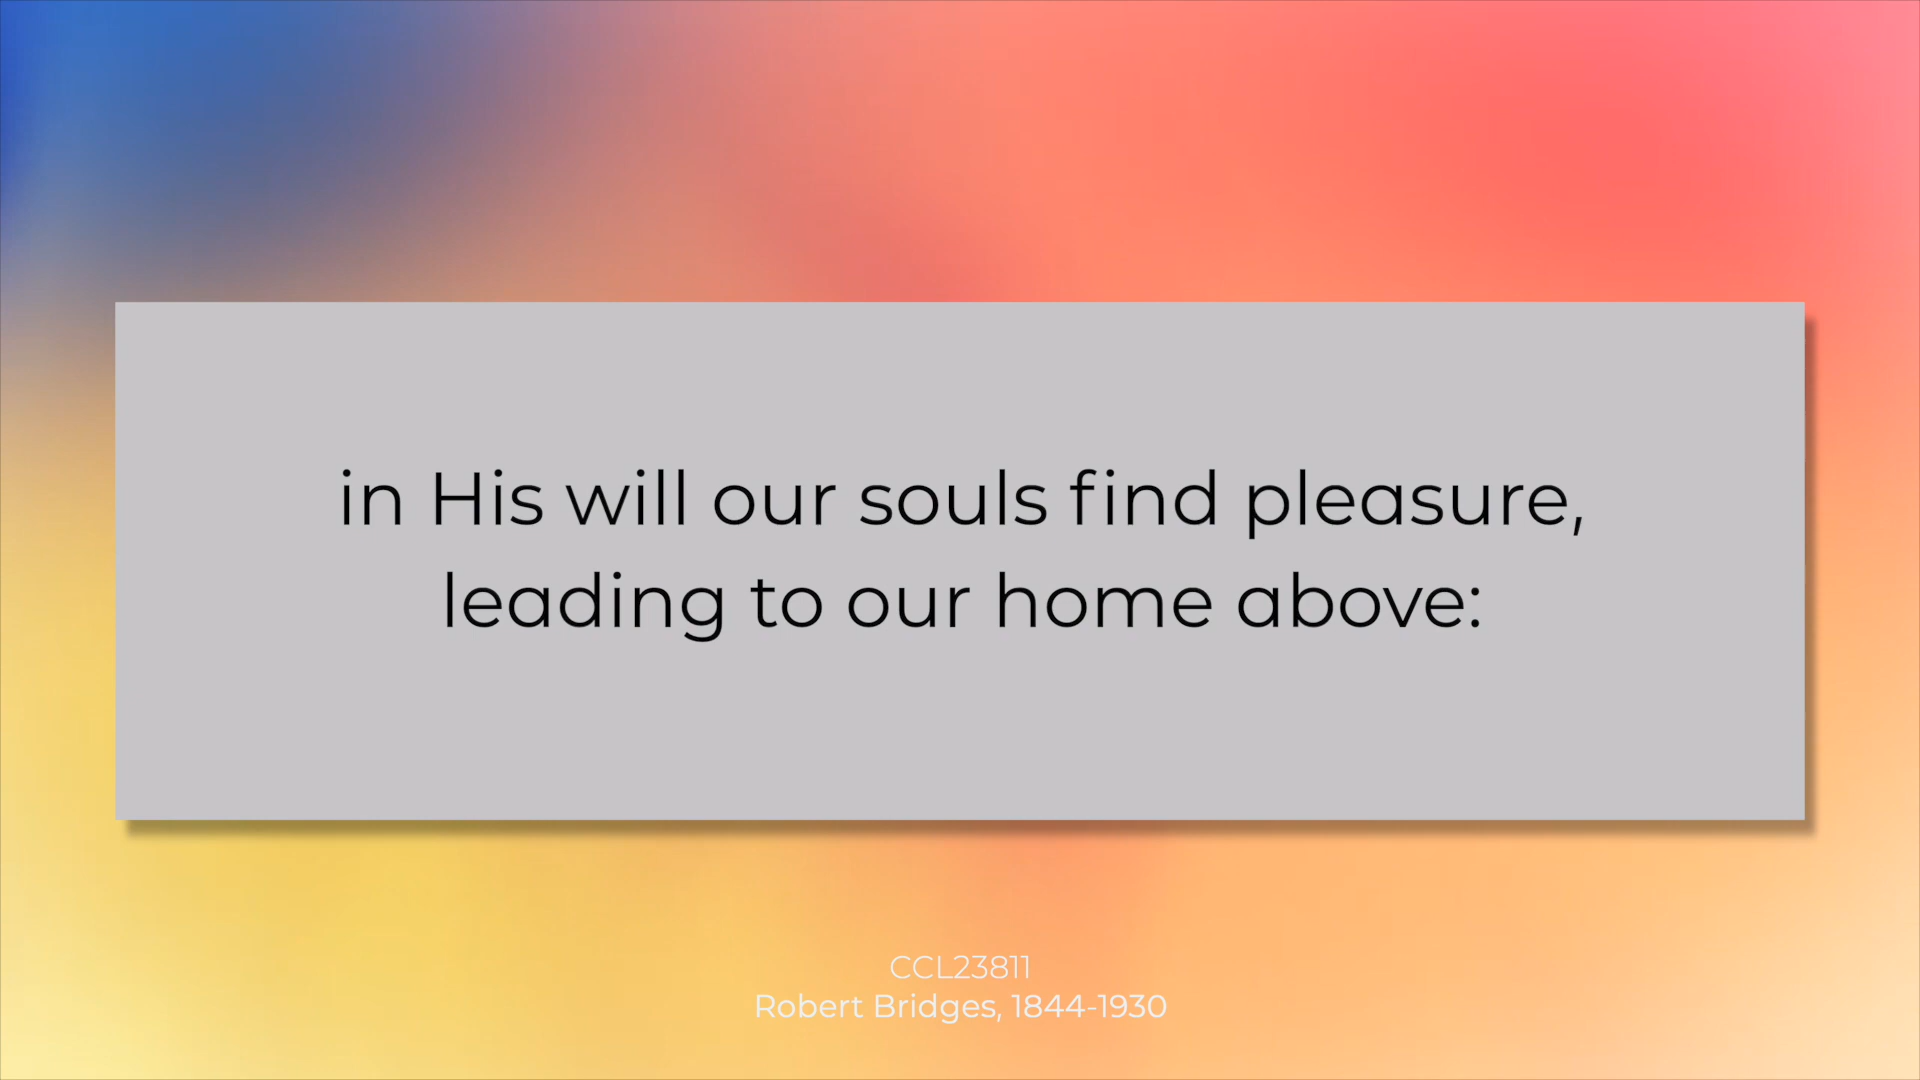 in His will our souls find pleasure,
leading to our home above:
CCL23811
Robert Bridges, 1844-1930